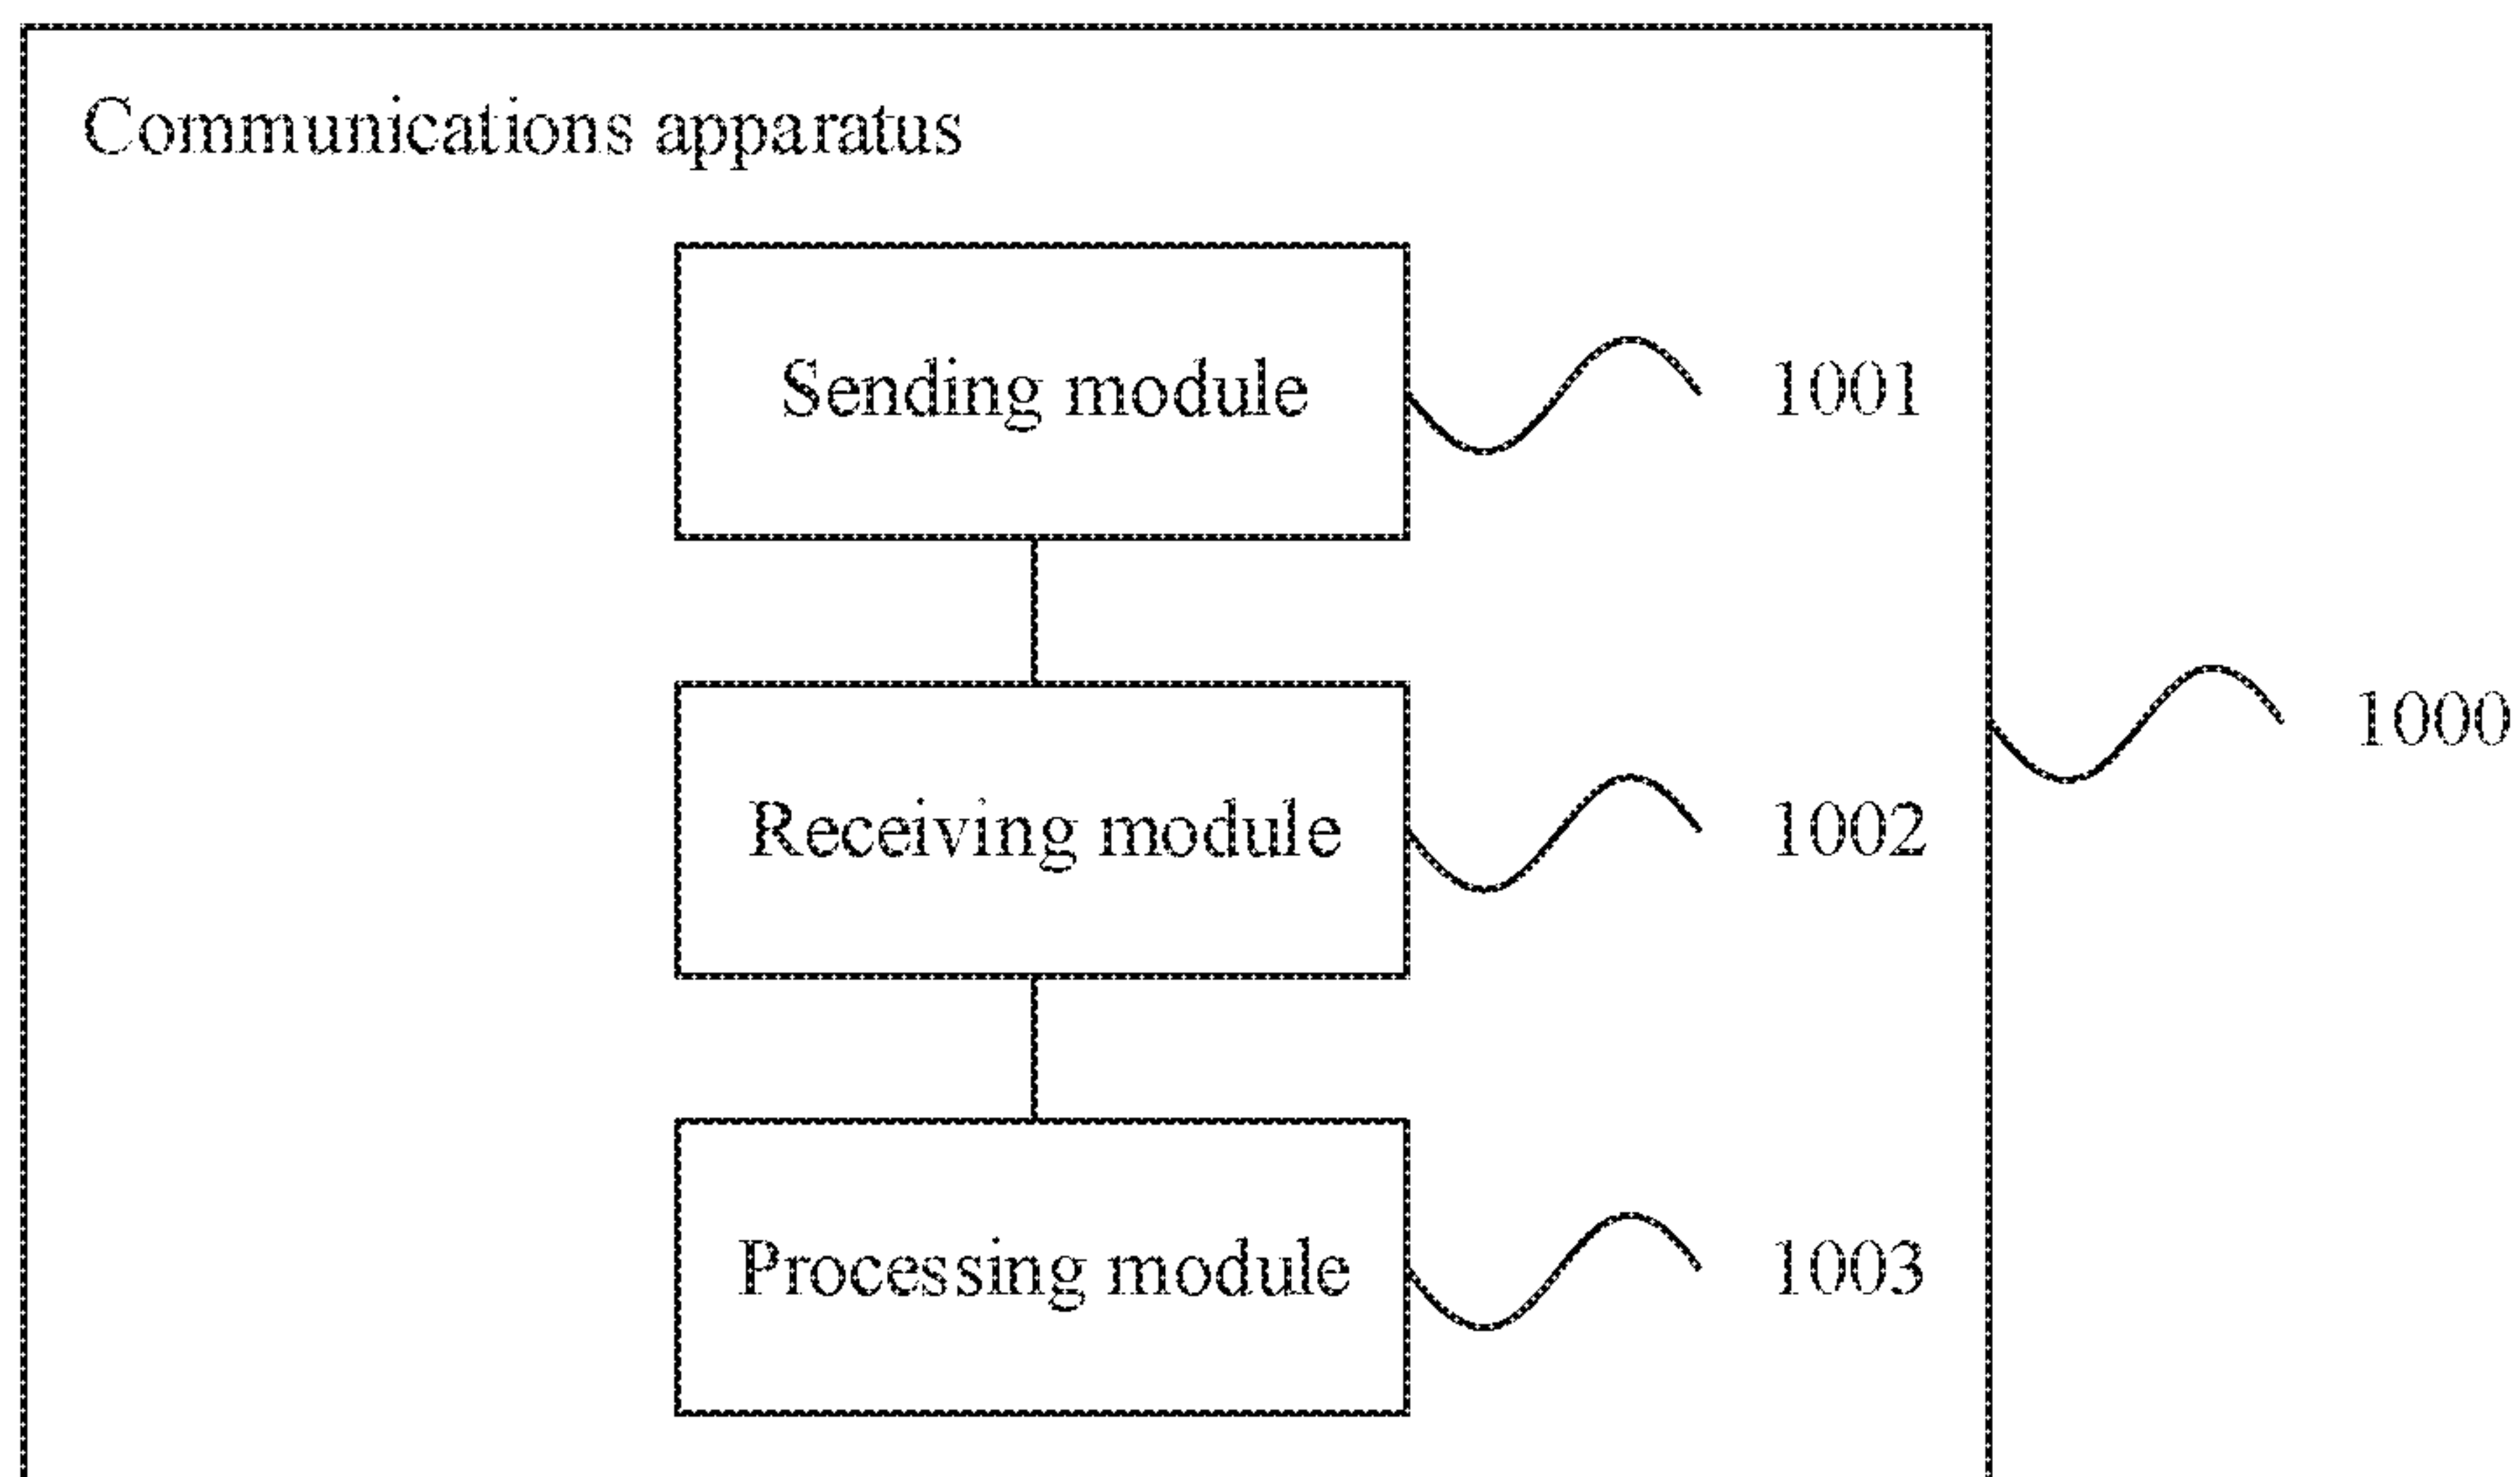 Communications apparatus
Sending module
1001
1000
Receiving module
1002
Processing module
1003